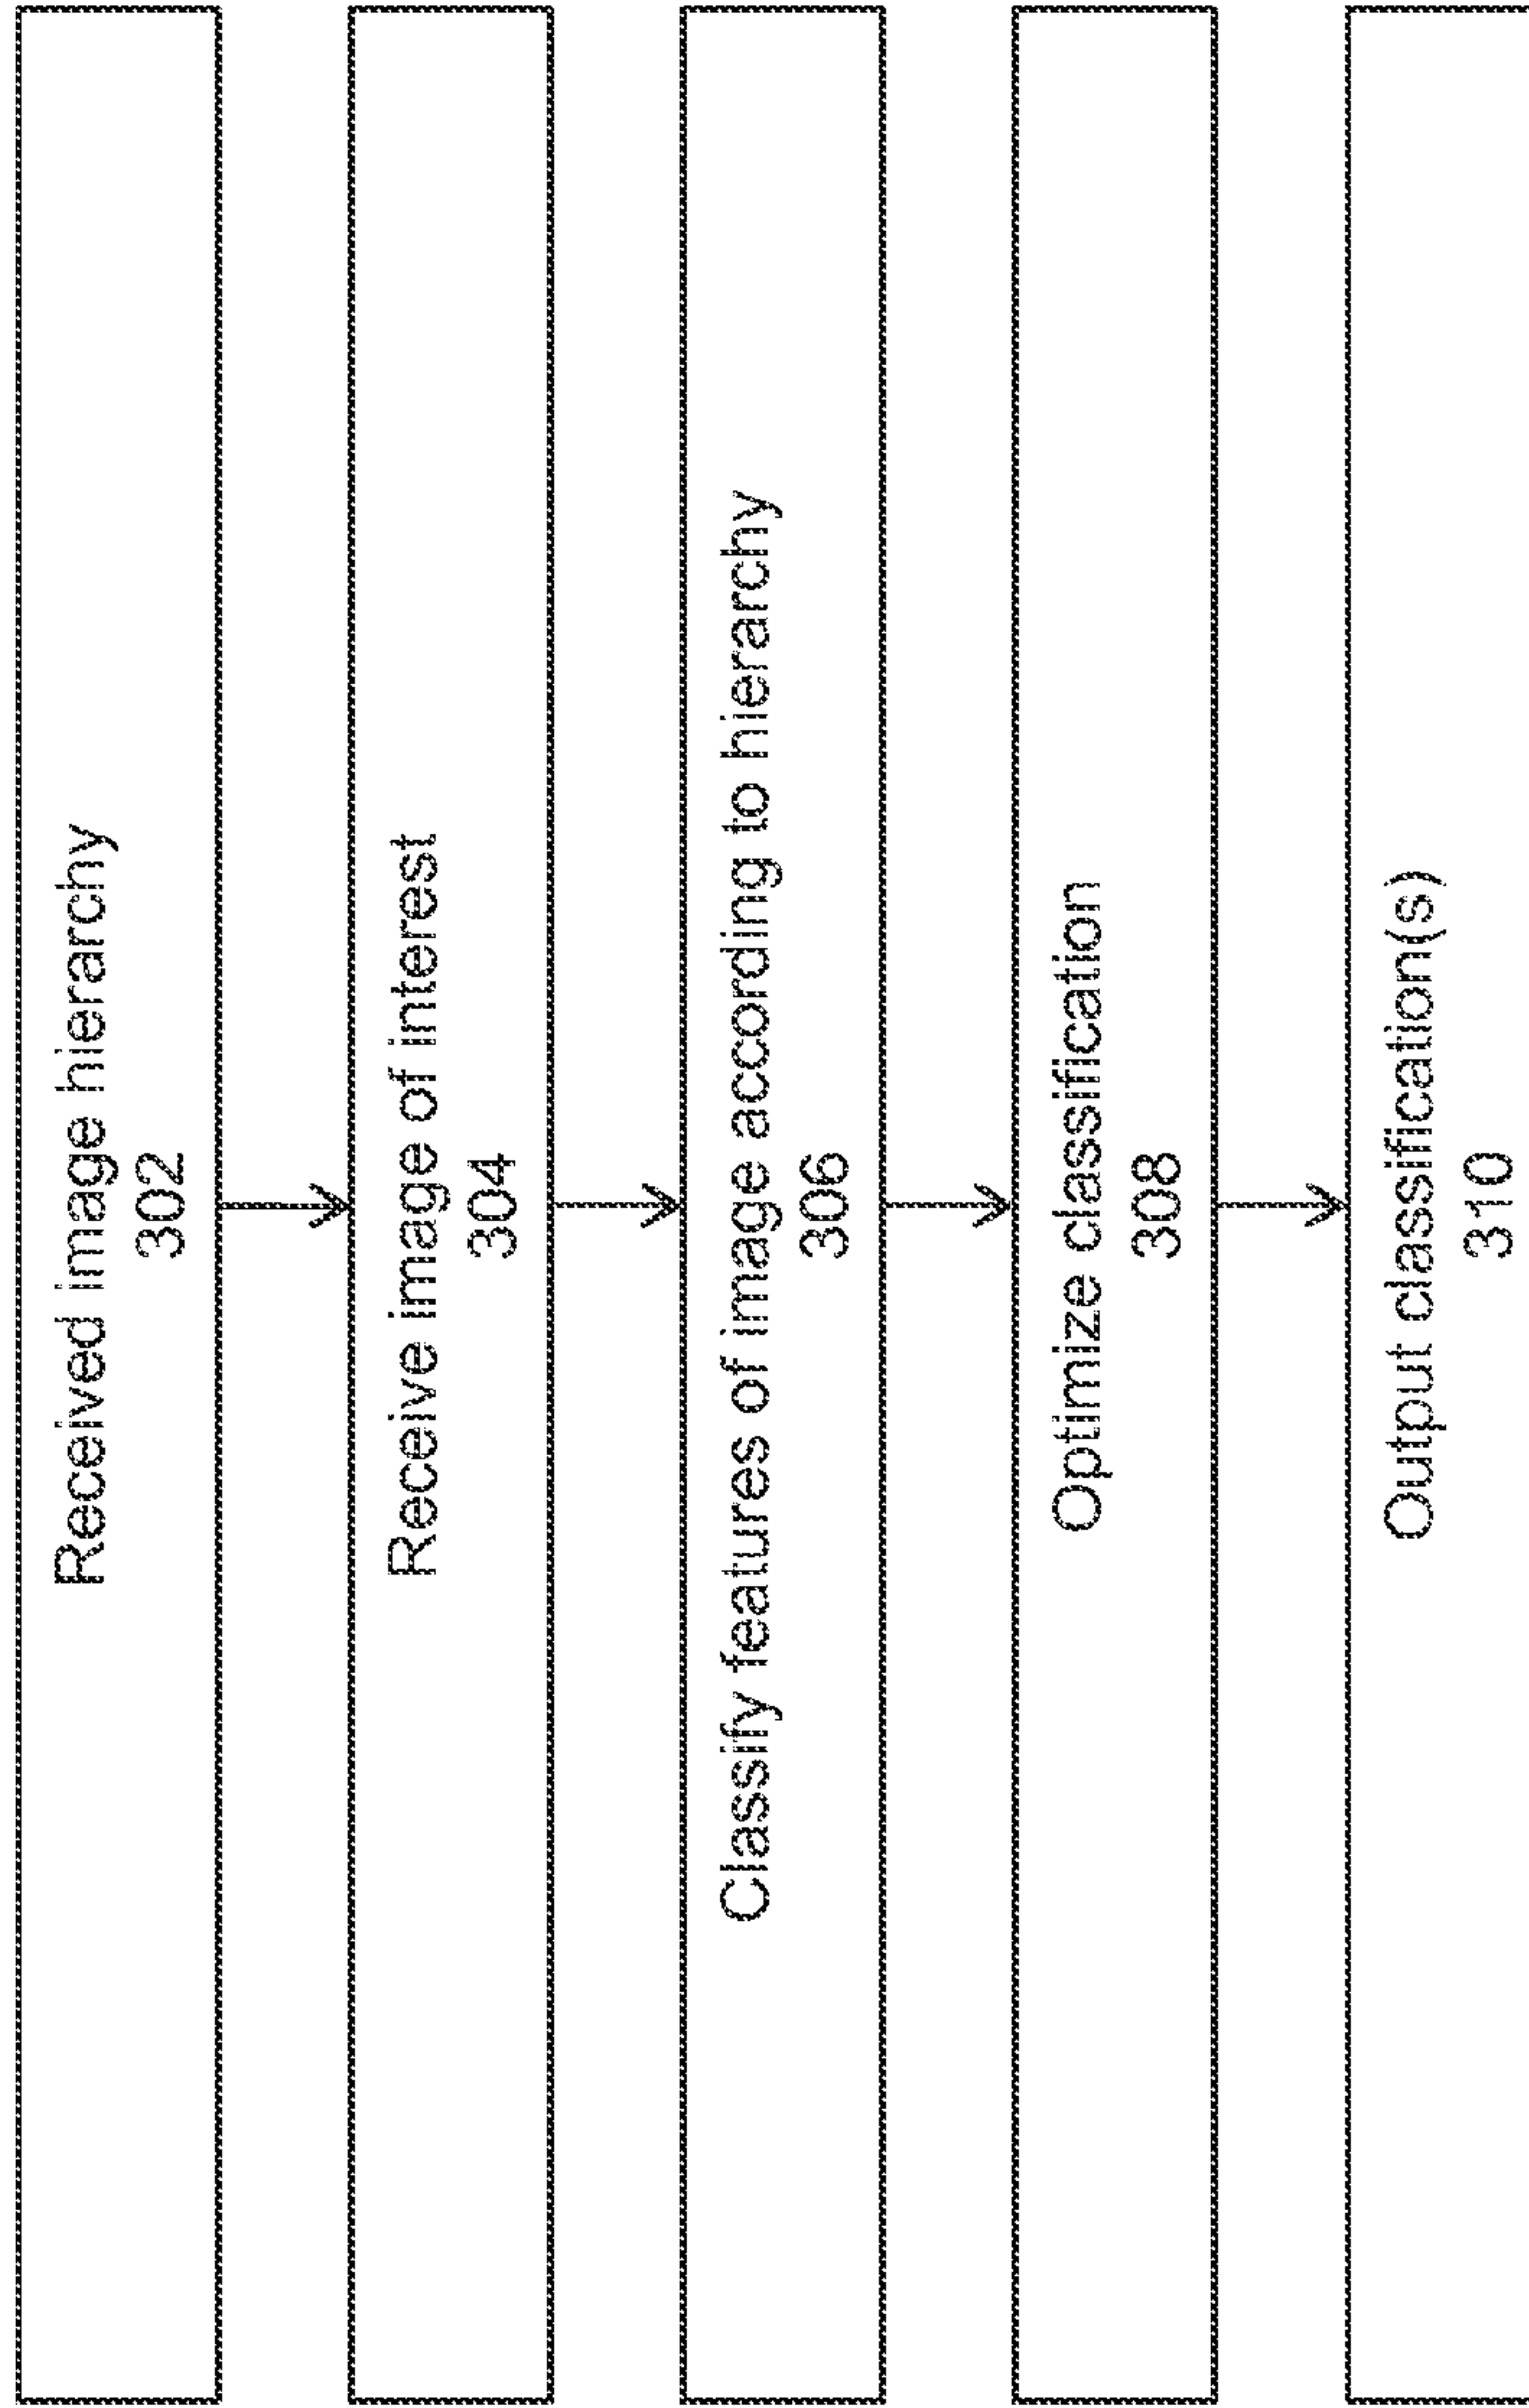 Received image hierarchy
302
Receive image of interest
304
Classify features of image according to hierarchy
306
Optimize classification
308
Output classification(s)
310